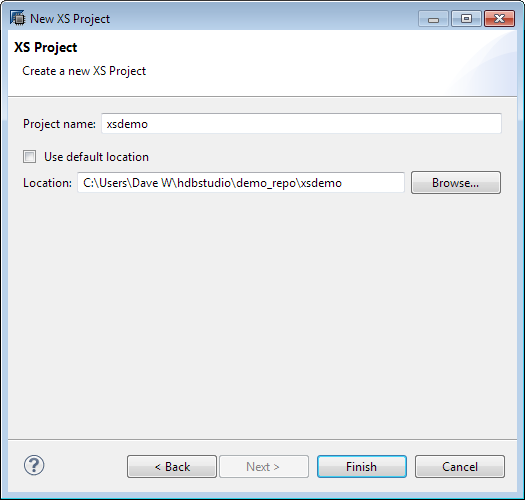 New XS Project
XS Project
Create a new XS Project
Project name: xsdemo
Use default location
Location: C:\Users\Dave W\hdbstudio\demo_repo\xsdemo Browse...
? < Back Next > Finish Cancel